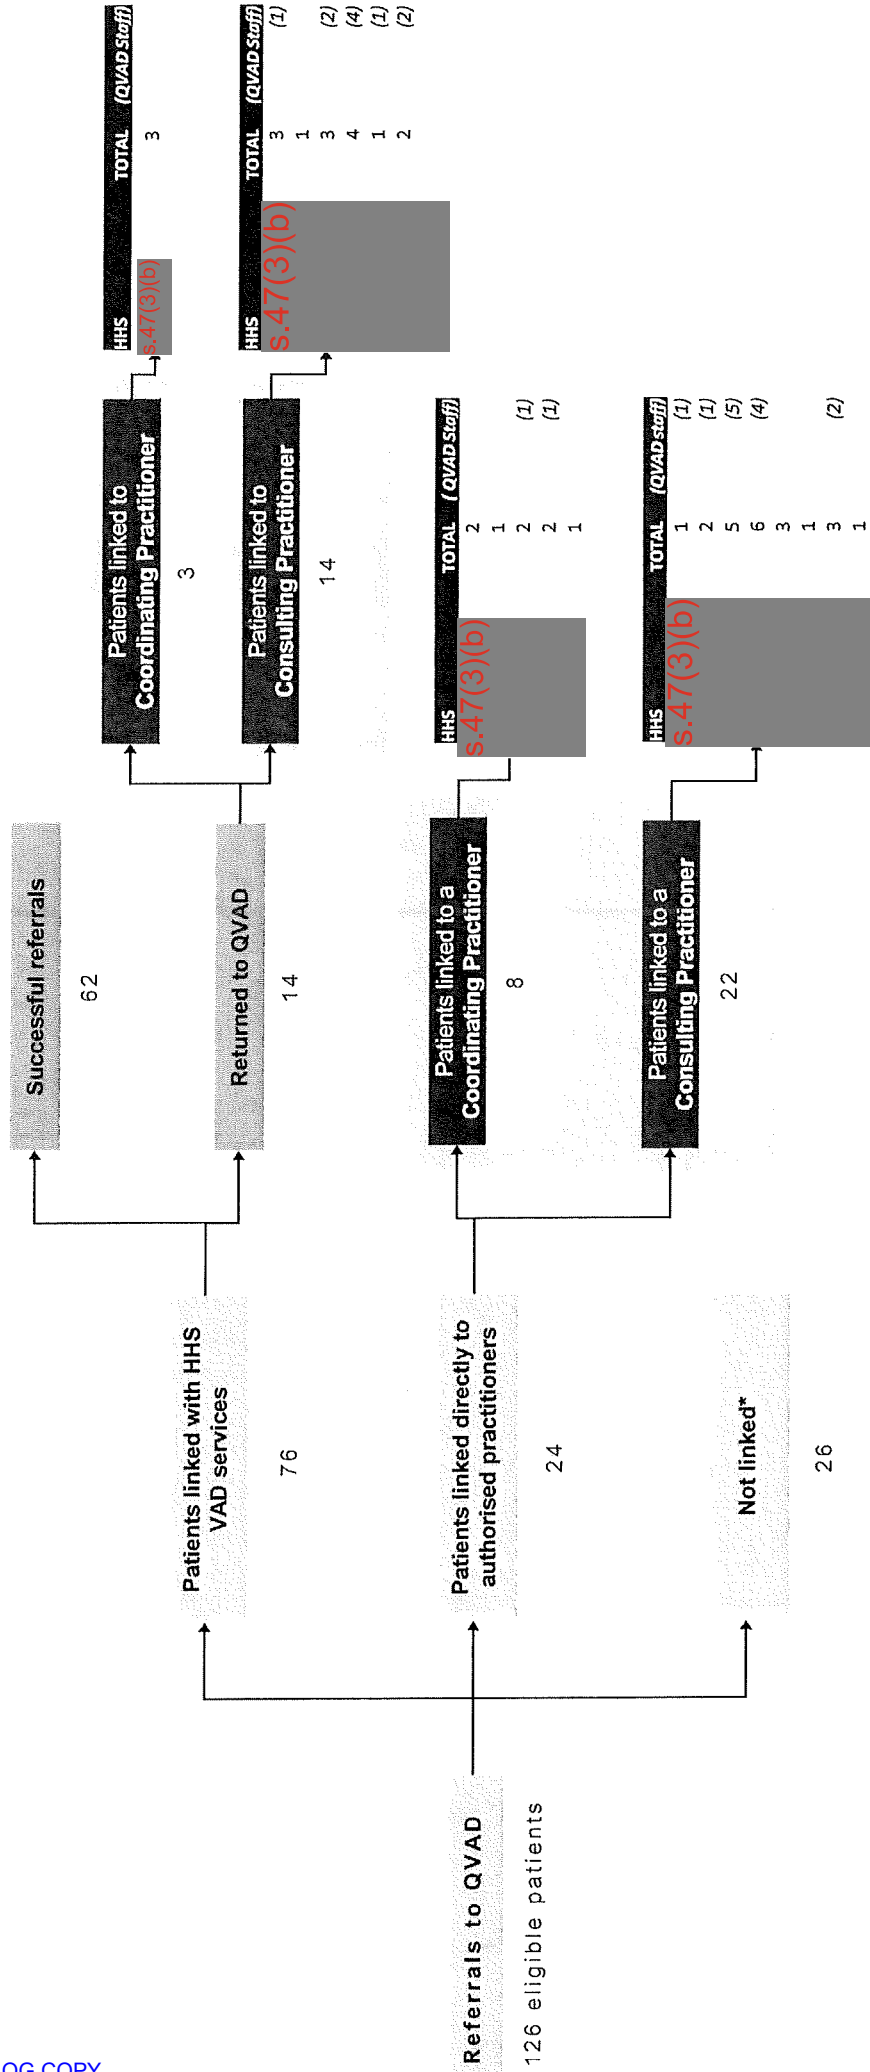 Referrals to QVAD
126 eligible patients
Patients linked with HHS
VAD services
76
Patients linked directly to
authorised practitioners
24
Not linked*
26
Successful referrals
62
Returned to QVAD
14
Patients linked to
Coordinating Practitioner
3
HHS TOTAL (QVAD Staff)
s.47(3)(b)
3
Patients linked to
Consulting Practitioner
14
HHS TOTAL (QVAD Staff)
s.47(3)(b)
3 (1)
1
3 (2)
4 (4)
1 (1)
2 (2)
Patients linked to a
Coordinating Practitioner
8
HHS TOTAL ( QVAD Staff)
s.47(3)(b)
2
1
2 (1)
2 (1)
1
Patients linked to a
Consulting Practitioner
22
HHS TOTAL (QVAD staff)
s.47(3)(b)
1 (1)
2 (1)
5 (5)
6 (4)
3
1
3 (2)
1
OG COPY